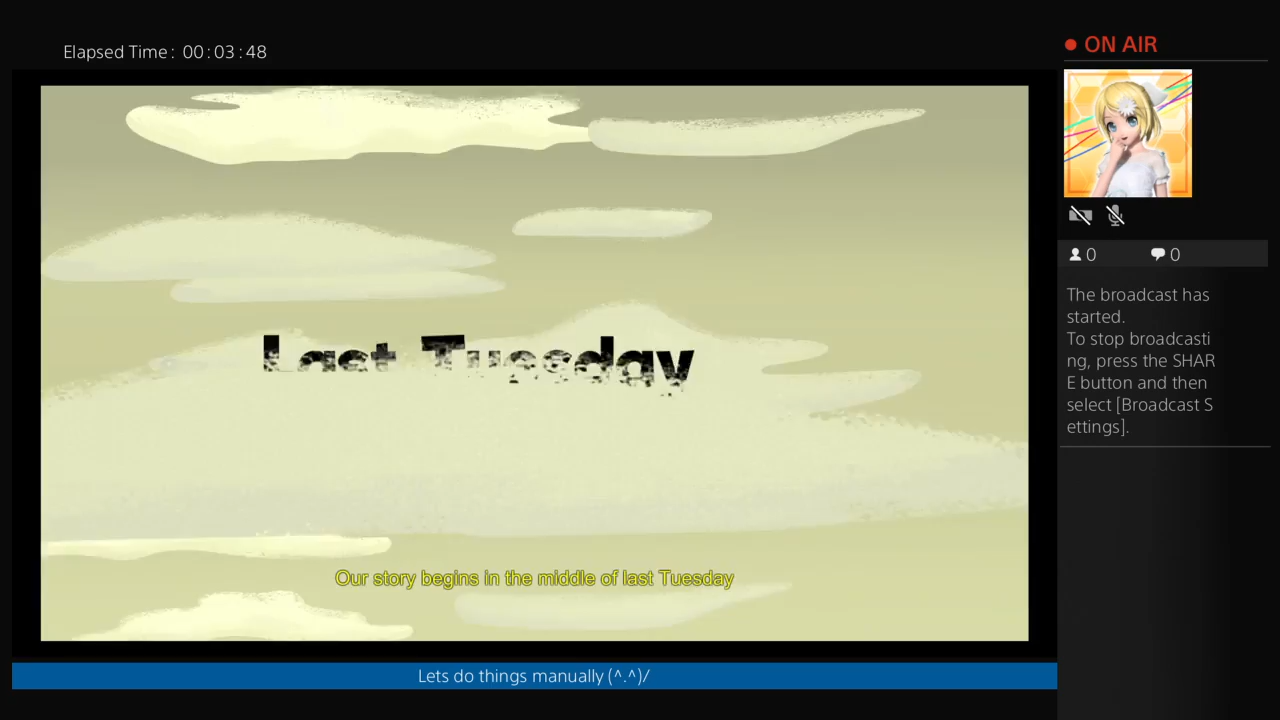 Elapsed Time: 00:03:48
ON AIR
0
0
The broadcast has
started.
To stop broadcasti
ng, press the SHAR
E button and then
select [Broadcast S
ettings].
Last Tuesday
Our story begins in the middle of last Tuesday
Lets do things manually (^.^)/